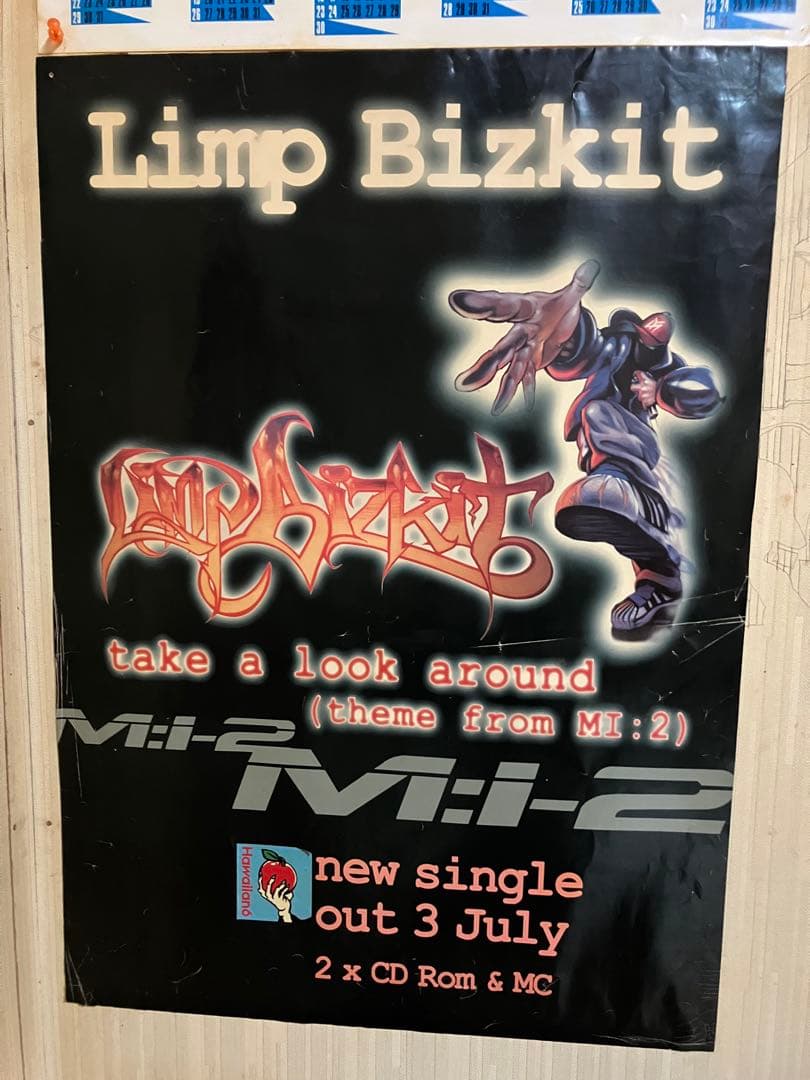 Limp Bizkit
Limp Bizkit
take a look around
(theme from MI:2)
M:I-2
M:I-2
Hawaiian6
new single
out 3 July
2 x CD Rom & MC